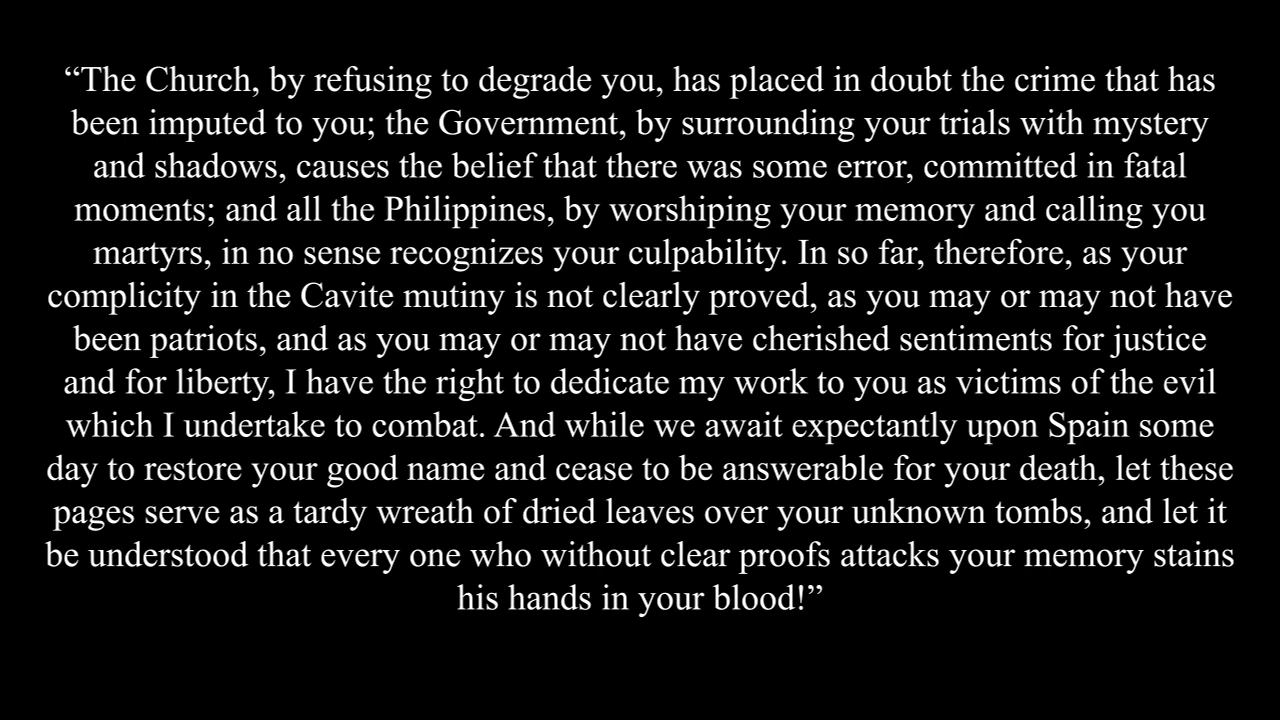 “The Church, by refusing to degrade you, has placed in doubt the crime that has
been imputed to you; the Government, by surrounding your trials with mystery
and shadows, causes the belief that there was some error, committed in fatal
moments; and all the Philippines, by worshiping your memory and calling you
martyrs, in no sense recognizes your culpability. In so far, therefore, as your
complicity in the Cavite mutiny is not clearly proved, as you may or may not have
been patriots, and as you may or may not have cherished sentiments for justice
and for liberty, I have the right to dedicate my work to you as victims of the evil
which I undertake to combat. And while we await expectantly upon Spain some
day to restore your good name and cease to be answerable for your death, let these
pages serve as a tardy wreath of dried leaves over your unknown tombs, and let it
be understood that every one who without clear proofs attacks your memory stains
his hands in your blood!”